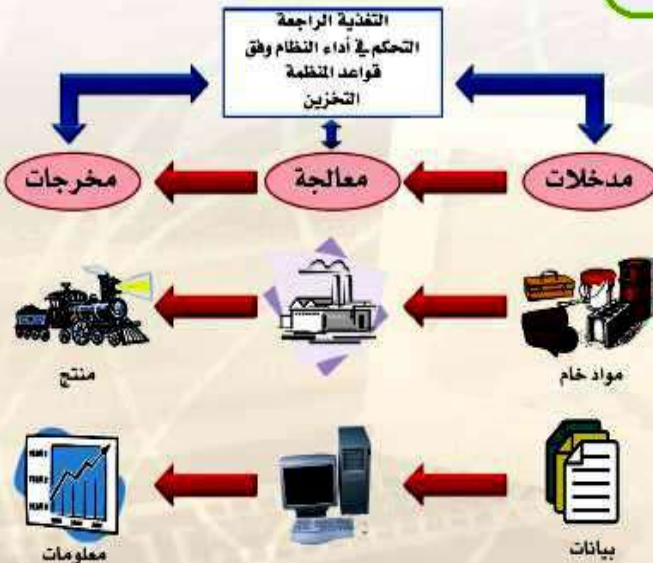 التغذية الراجعة
التحكم في أداء النظام وفق
قواعد المنظمة
التخزين
مدخلات
معالجة
مخرجات
مواد خام
منتج
بيانات
معلومات